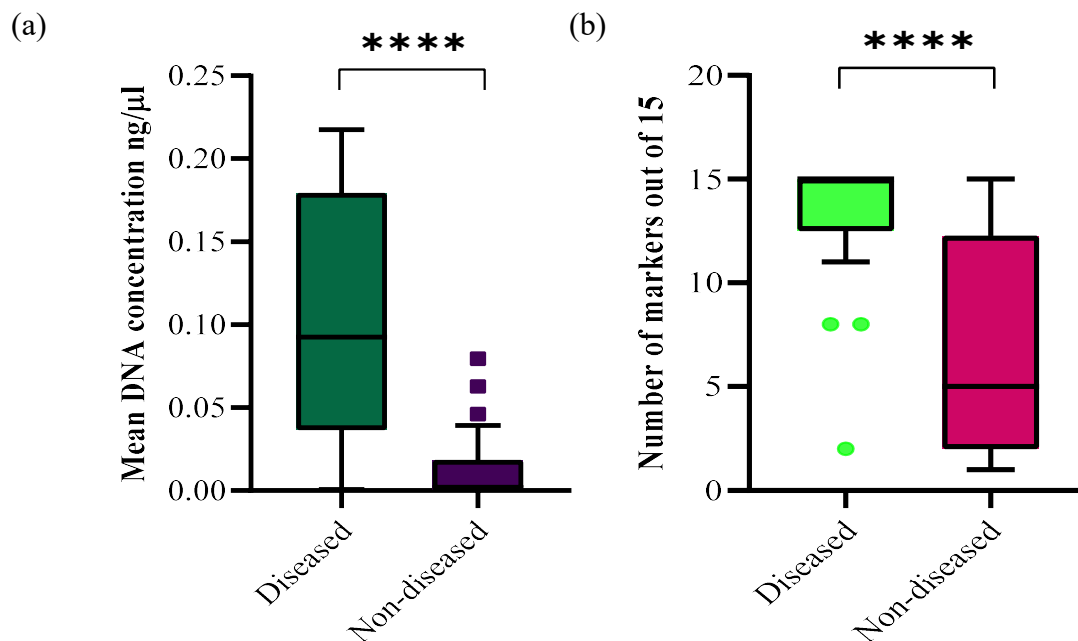 (a)
****
Mean DNA concentration ng/µl
0.25
0.20
0.15
0.10
0.05
0.00
Diseased
Non-diseased
(b)
****
Number of markers out of 15
20
15
10
5
0
Diseased
Non-diseased